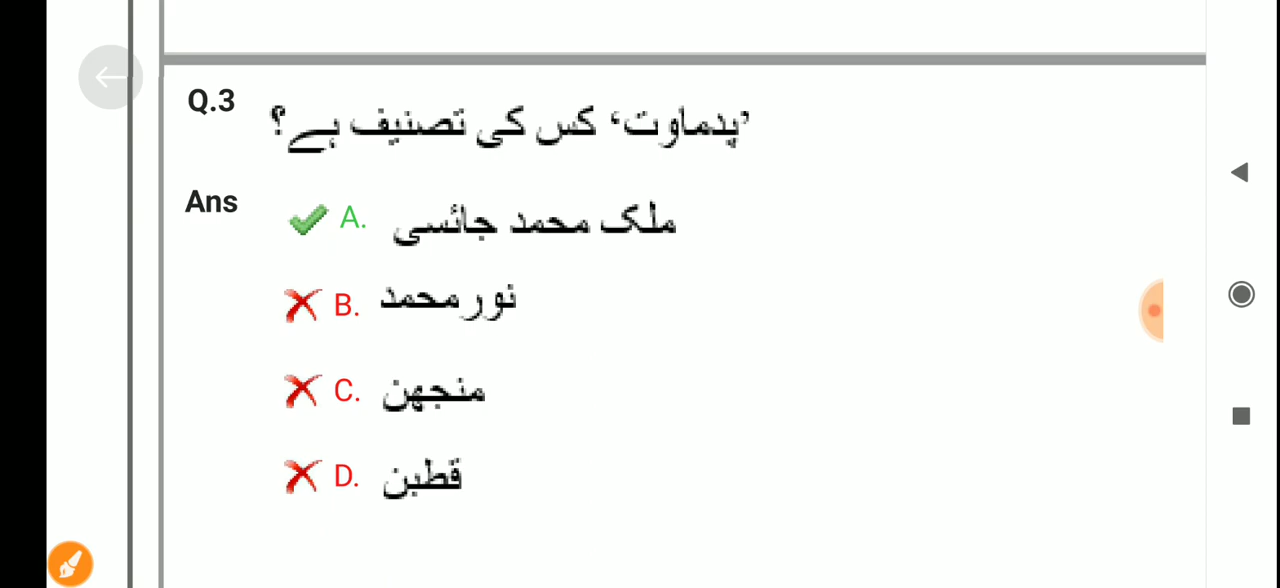 Q.3 ’پدماوت‘ کس کی تصنیف ہے؟
Ans A. ملک محمد جائسی
B. نور محمد
C. منجھن
D. قطبن